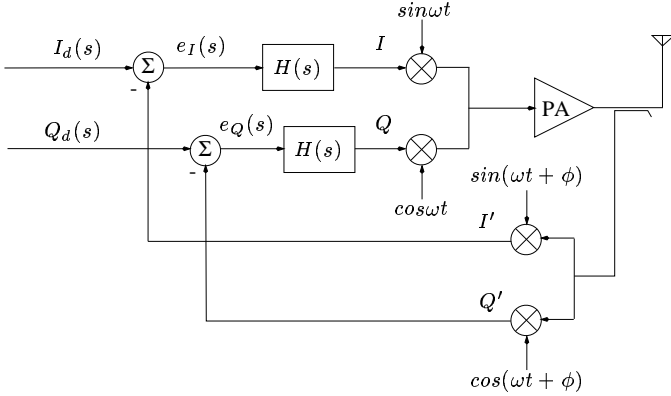 sinωt
I_d(s)
Σ
e_I(s)
H(s)
I
-
PA
Q_d(s)
Σ
e_Q(s)
H(s)
Q
-
cosωt
sin(ωt + ϕ)
I′
Q′
cos(ωt + ϕ)